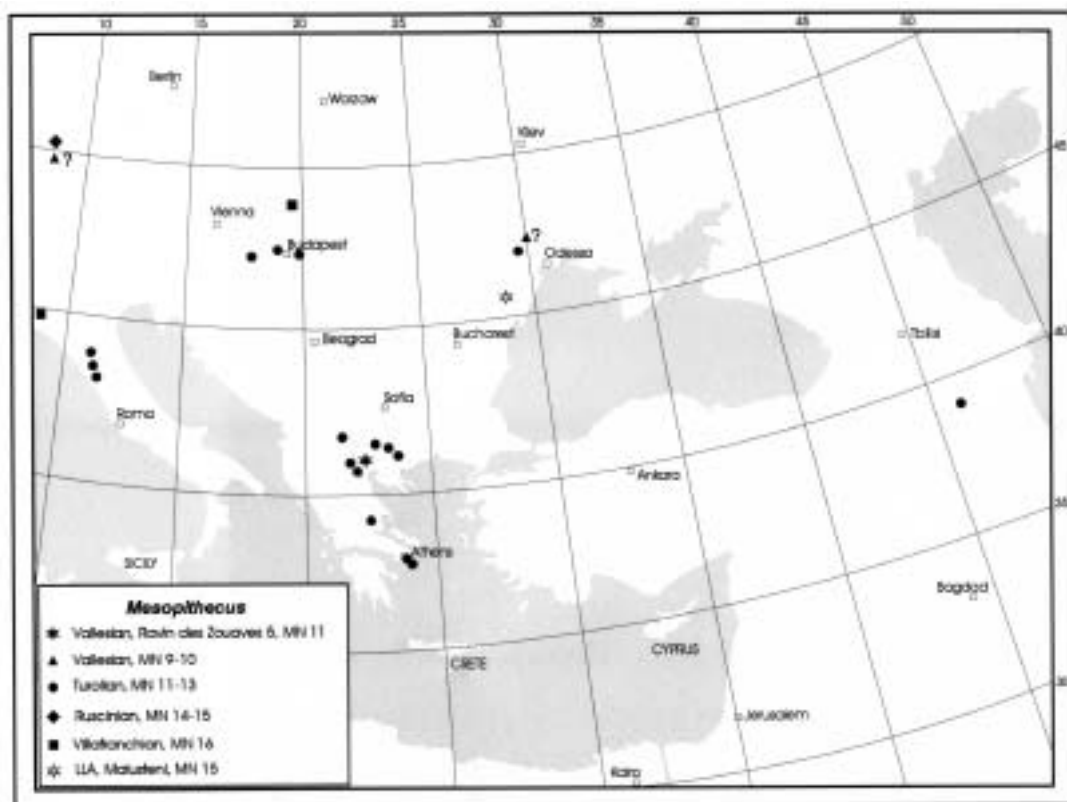 10 15 20 25 30 35 40 45 50
Berlin
Warzaw
Kiev
45
?
Vienna
Budapest
?
Odessa
Beograd
Bucharest
Tbilisi
40
Roma
Sofia
Ankara
35
Athens
SICILY
Bagdad
Mesopithecus
Vallesian, Ravin des Zouaves 5, MN 11
Vallesian, MN 9-10
CRETE
CYPRUS
30
Turolian, MN 11-13
Ruscinian, MN 14-15
Jerusalem
Villafranchian, MN 16
LLA, Malusteni, MN 15
Kairo